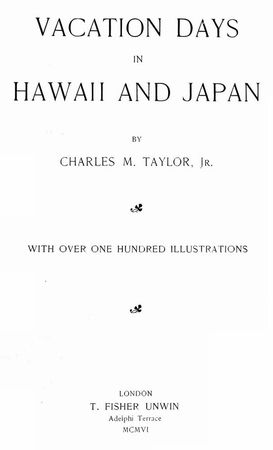 VACATION DAYS
IN
HAWAII AND JAPAN
BY
CHARLES M. TAYLOR, Jr.
WITH OVER ONE HUNDRED ILLUSTRATIONS
LONDON
T. FISHER UNWIN
Adelphi Terrace
MCMVI